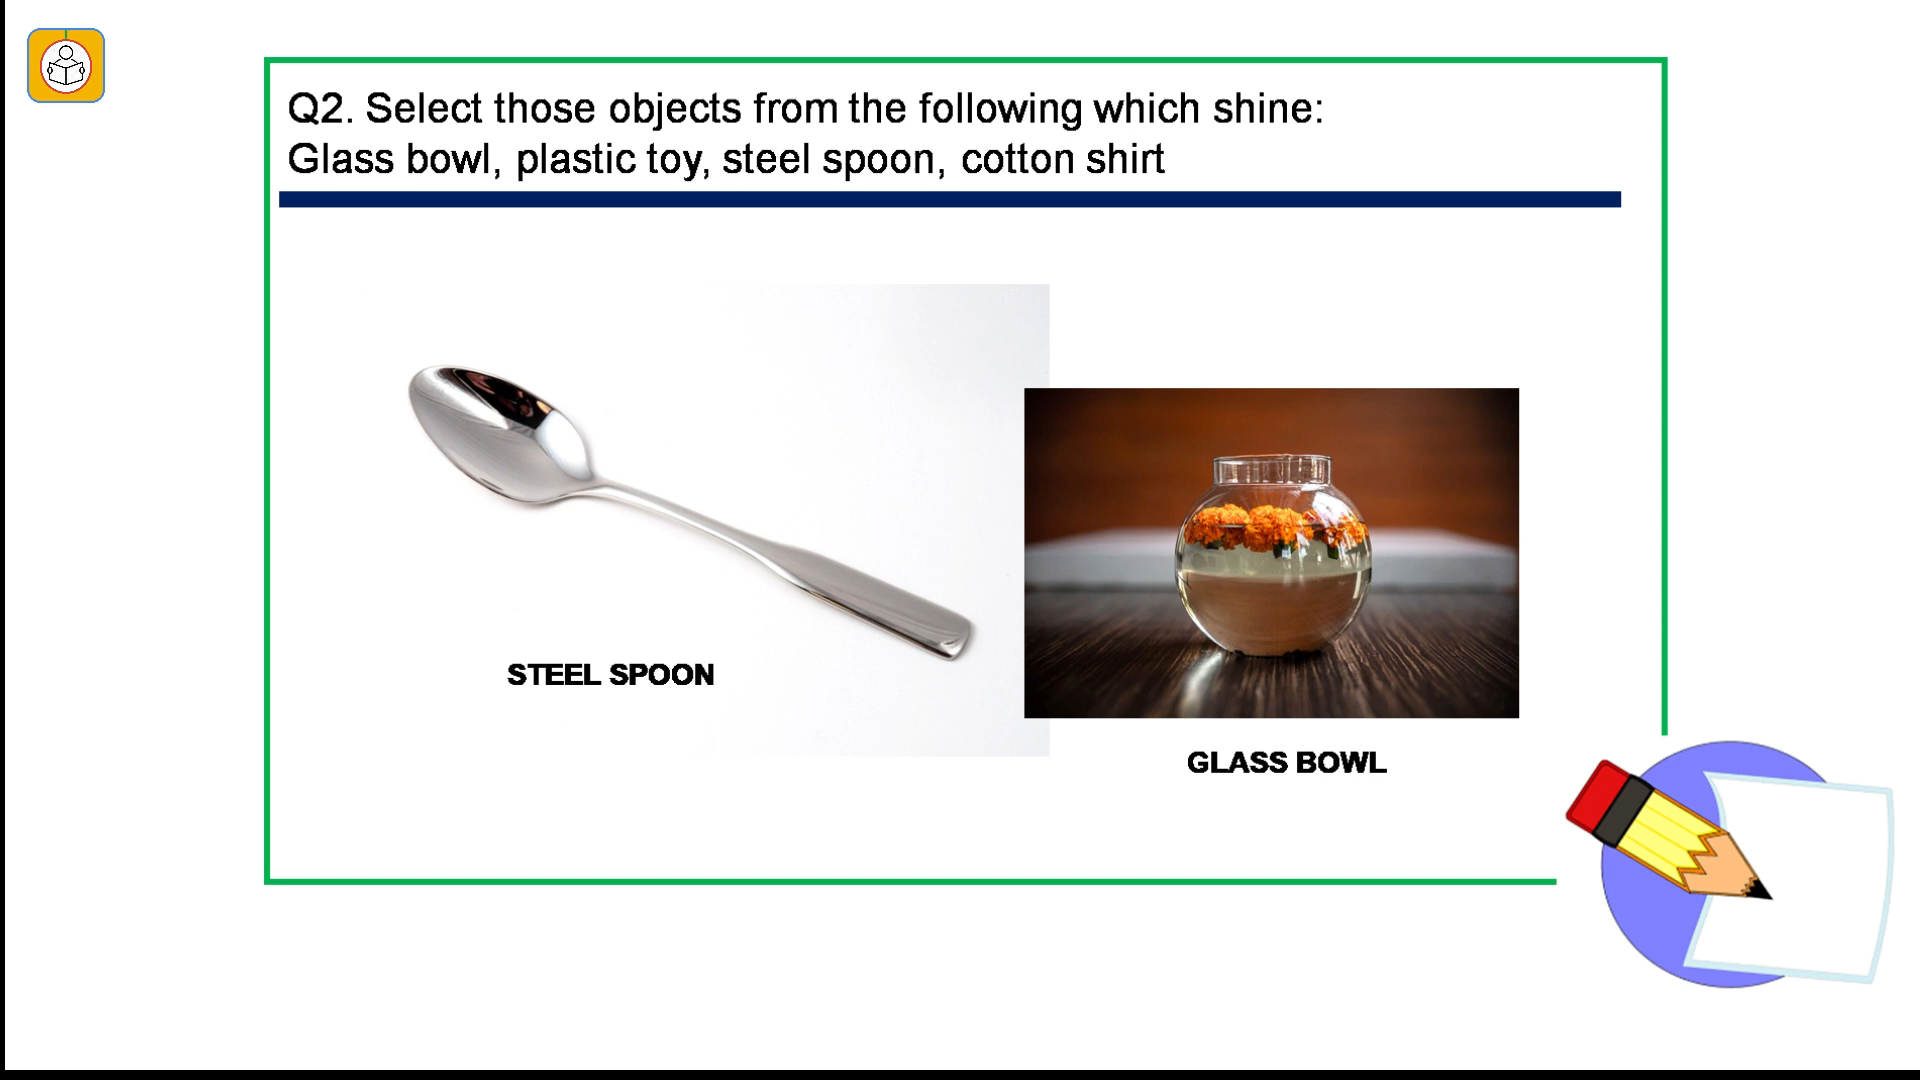 Q2. Select those objects from the following which shine:
Glass bowl, plastic toy, steel spoon, cotton shirt
STEEL SPOON
GLASS BOWL